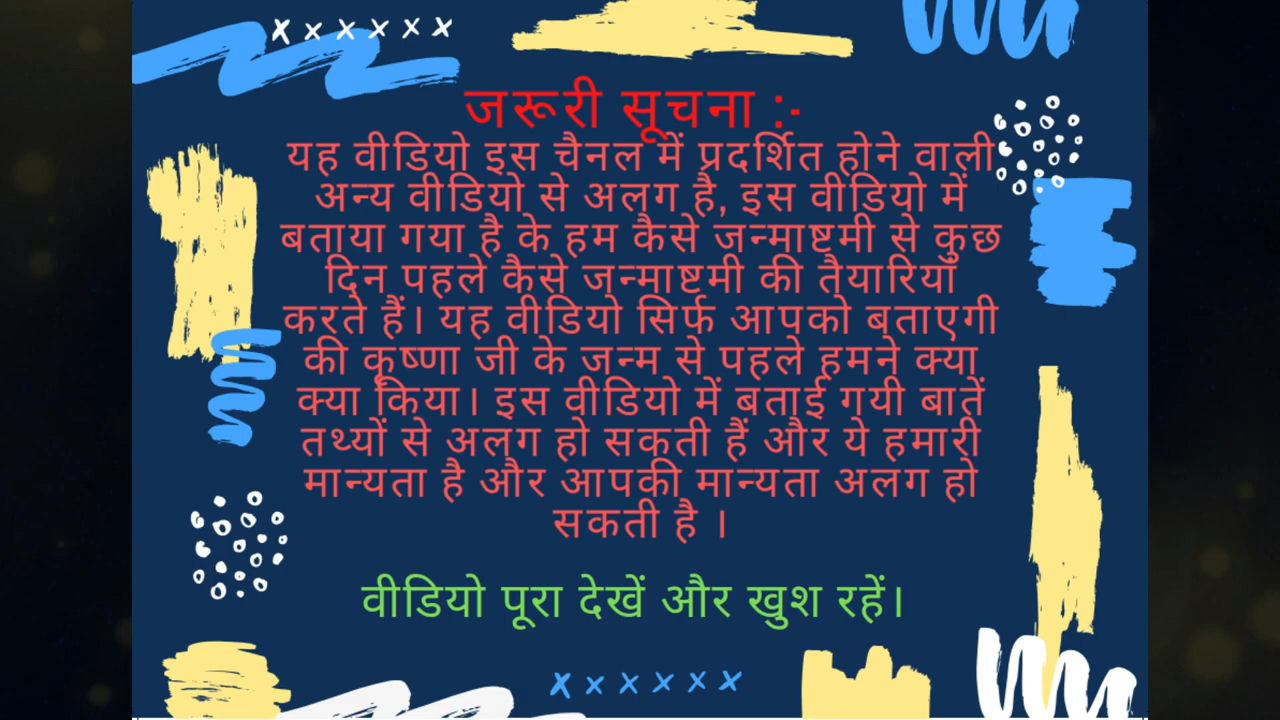 जरूरी सूचना :-
यह वीडियो इस चैनल में प्रदर्शित होने वाली
अन्य वीडियो से अलग है, इस वीडियो में
बताया गया है के हम कैसे जन्माष्टमी से कुछ
दिन पहले कैसे जन्माष्टमी की तैयारियां
करते हैं। यह वीडियो सिर्फ आपको बताएगी
की कृष्णा जी के जन्म से पहले हमने क्या
क्या किया। इस वीडियो में बताई गयी बातें
तथ्यों से अलग हो सकती हैं और ये हमारी
मान्यता है और आपकी मान्यता अलग हो
सकती है ।
वीडियो पूरा देखें और खुश रहें।